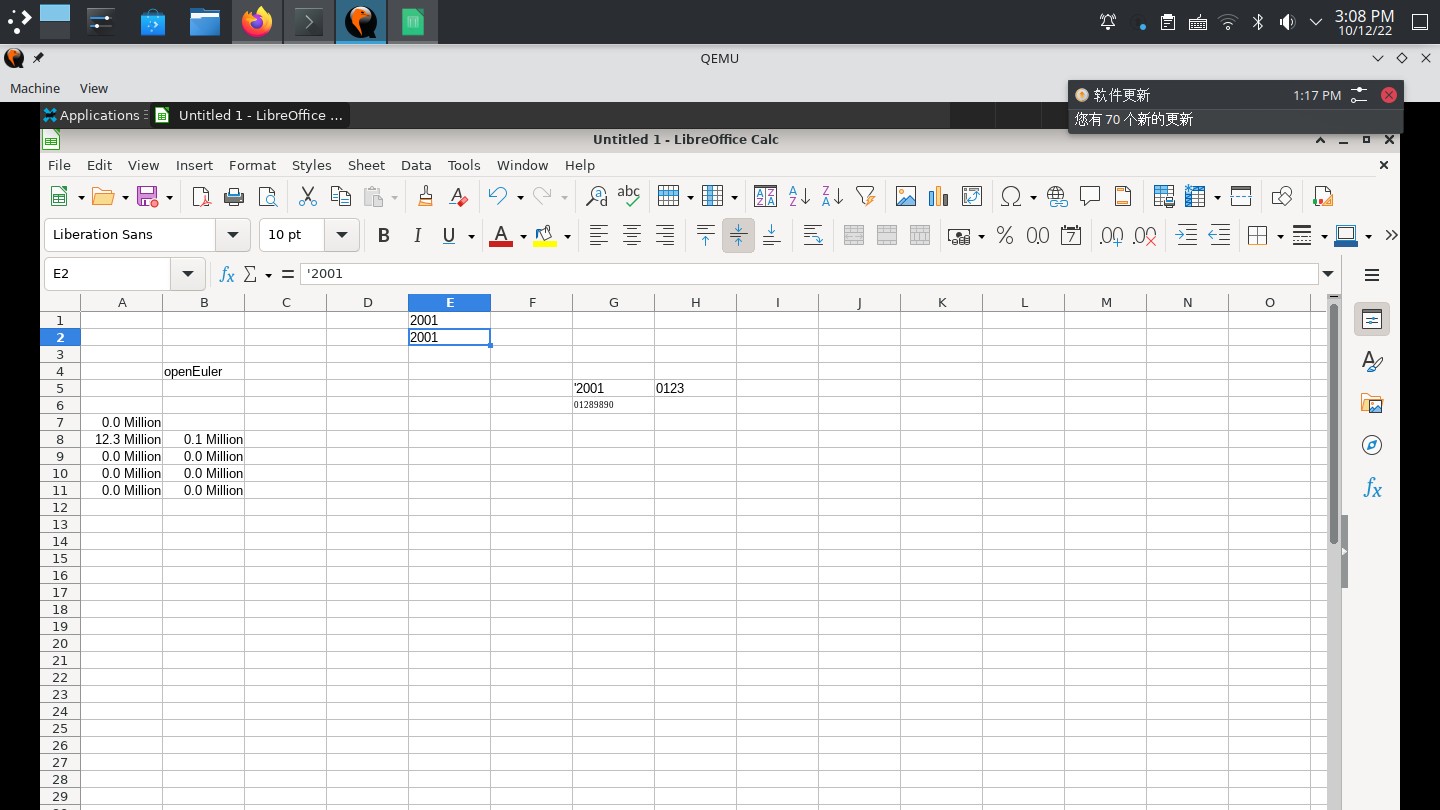 3:08 PM
10/12/22
QEMU
Machine View
软件更新 1:17 PM
您有 70 个新的更新
Applications Untitled 1 - LibreOffice ...
Untitled 1 - LibreOffice Calc
File Edit View Insert Format Styles Sheet Data Tools Window Help
Liberation Sans 10 pt
E2 '2001
A B C D E F G H I J K L M N O
1 2001
2 2001
3
4 openEuler
5 '2001 0123
6 01289890
7 0.0 Million
8 12.3 Million 0.1 Million
9 0.0 Million 0.0 Million
10 0.0 Million 0.0 Million
11 0.0 Million 0.0 Million
12
13
14
15
16
17
18
19
20
21
22
23
24
25
26
27
28
29